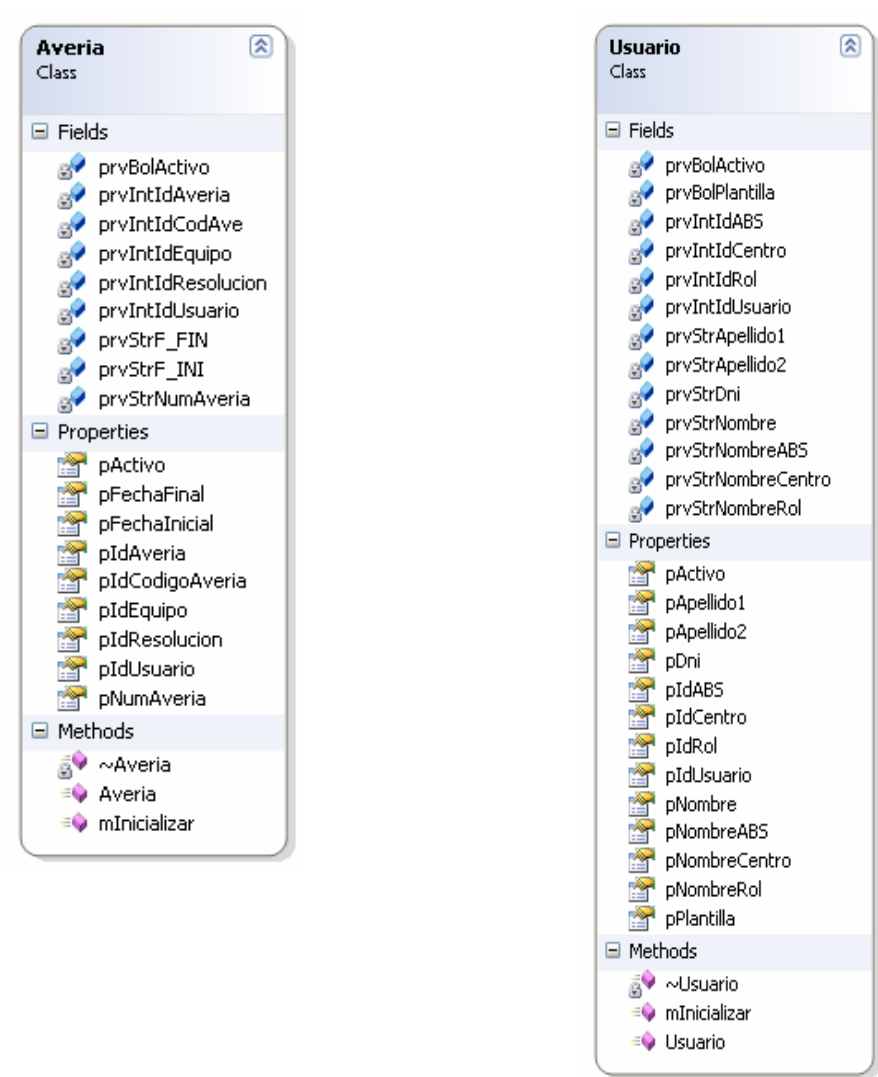 Averia
Class
Fields
prvBolActivo
prvIntIdAveria
prvIntIdCodAve
prvIntIdEquipo
prvIntIdResolucion
prvIntIdUsuario
prvStrF_FIN
prvStrF_INI
prvStrNumAveria
Properties
pActivo
pFechaFinal
pFechaInicial
pIdAveria
pIdCodigoAveria
pIdEquipo
pIdResolucion
pIdUsuario
pNumAveria
Methods
~Averia
Averia
mInicializar
Usuario
Class
Fields
prvBolActivo
prvBolPlantilla
prvIntIdABS
prvIntIdCentro
prvIntIdRol
prvIntIdUsuario
prvStrApellido1
prvStrApellido2
prvStrDni
prvStrNombre
prvStrNombreABS
prvStrNombreCentro
prvStrNombreRol
Properties
pActivo
pApellido1
pApellido2
pDni
pIdABS
pIdCentro
pIdRol
pIdUsuario
pNombre
pNombreABS
pNombreCentro
pNombreRol
pPlantilla
Methods
~Usuario
mInicializar
Usuario